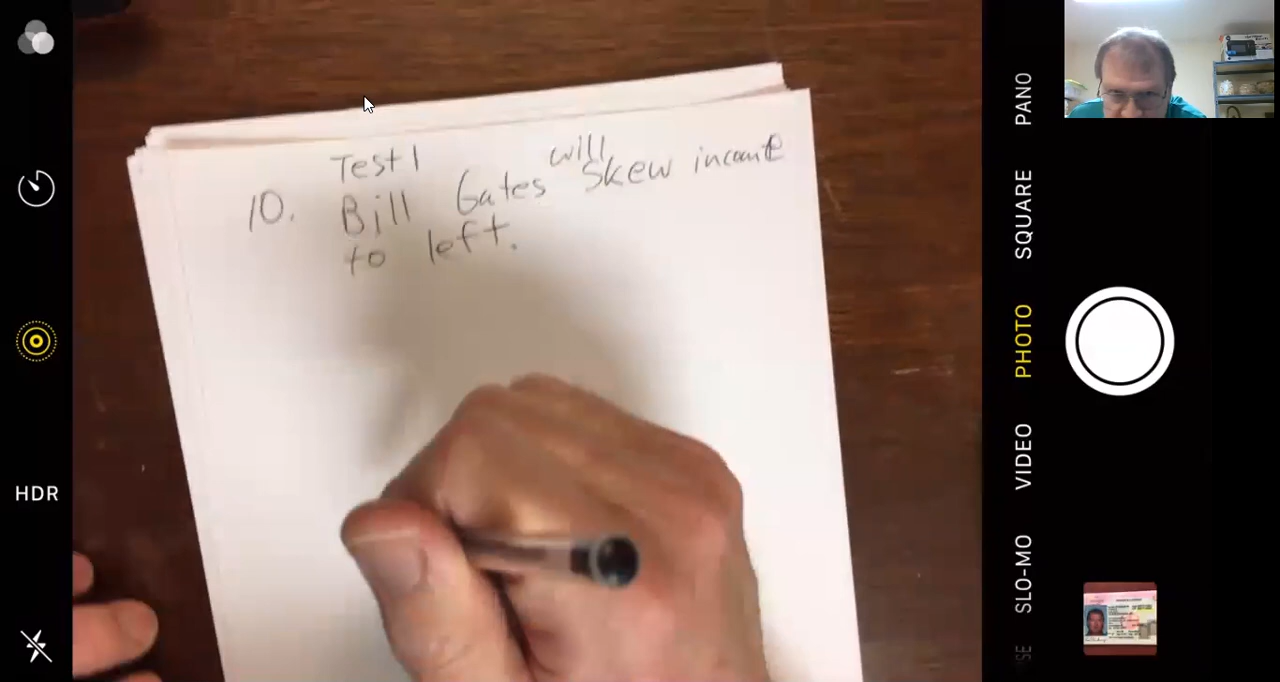 Test 1
10. Bill Gates will skew income
to left.
HDR
PANO
SQUARE
PHOTO
VIDEO
SLO-MO